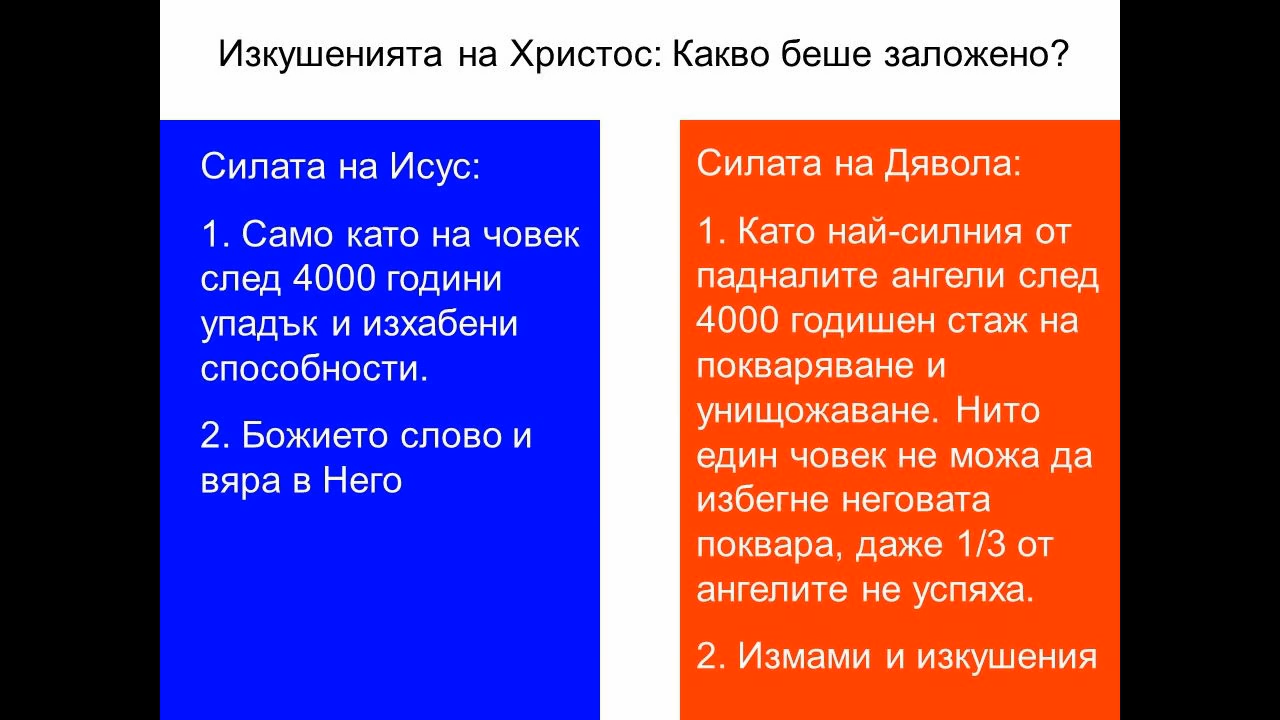 Изкушенията на Христос: Какво беше заложено?
Силата на Исус:
1. Само като на човек
след 4000 години
упадък и изхабени
способности.
2. Божието слово и
вяра в Него
Силата на Дявола:
1. Като най-силния от
падналите ангели след
4000 годишен стаж на
покваряване и
унищожаване. Нито
един човек не можа да
избегне неговата
поквара, даже 1/3 от
ангелите не успяха.
2. Измами и изкушения